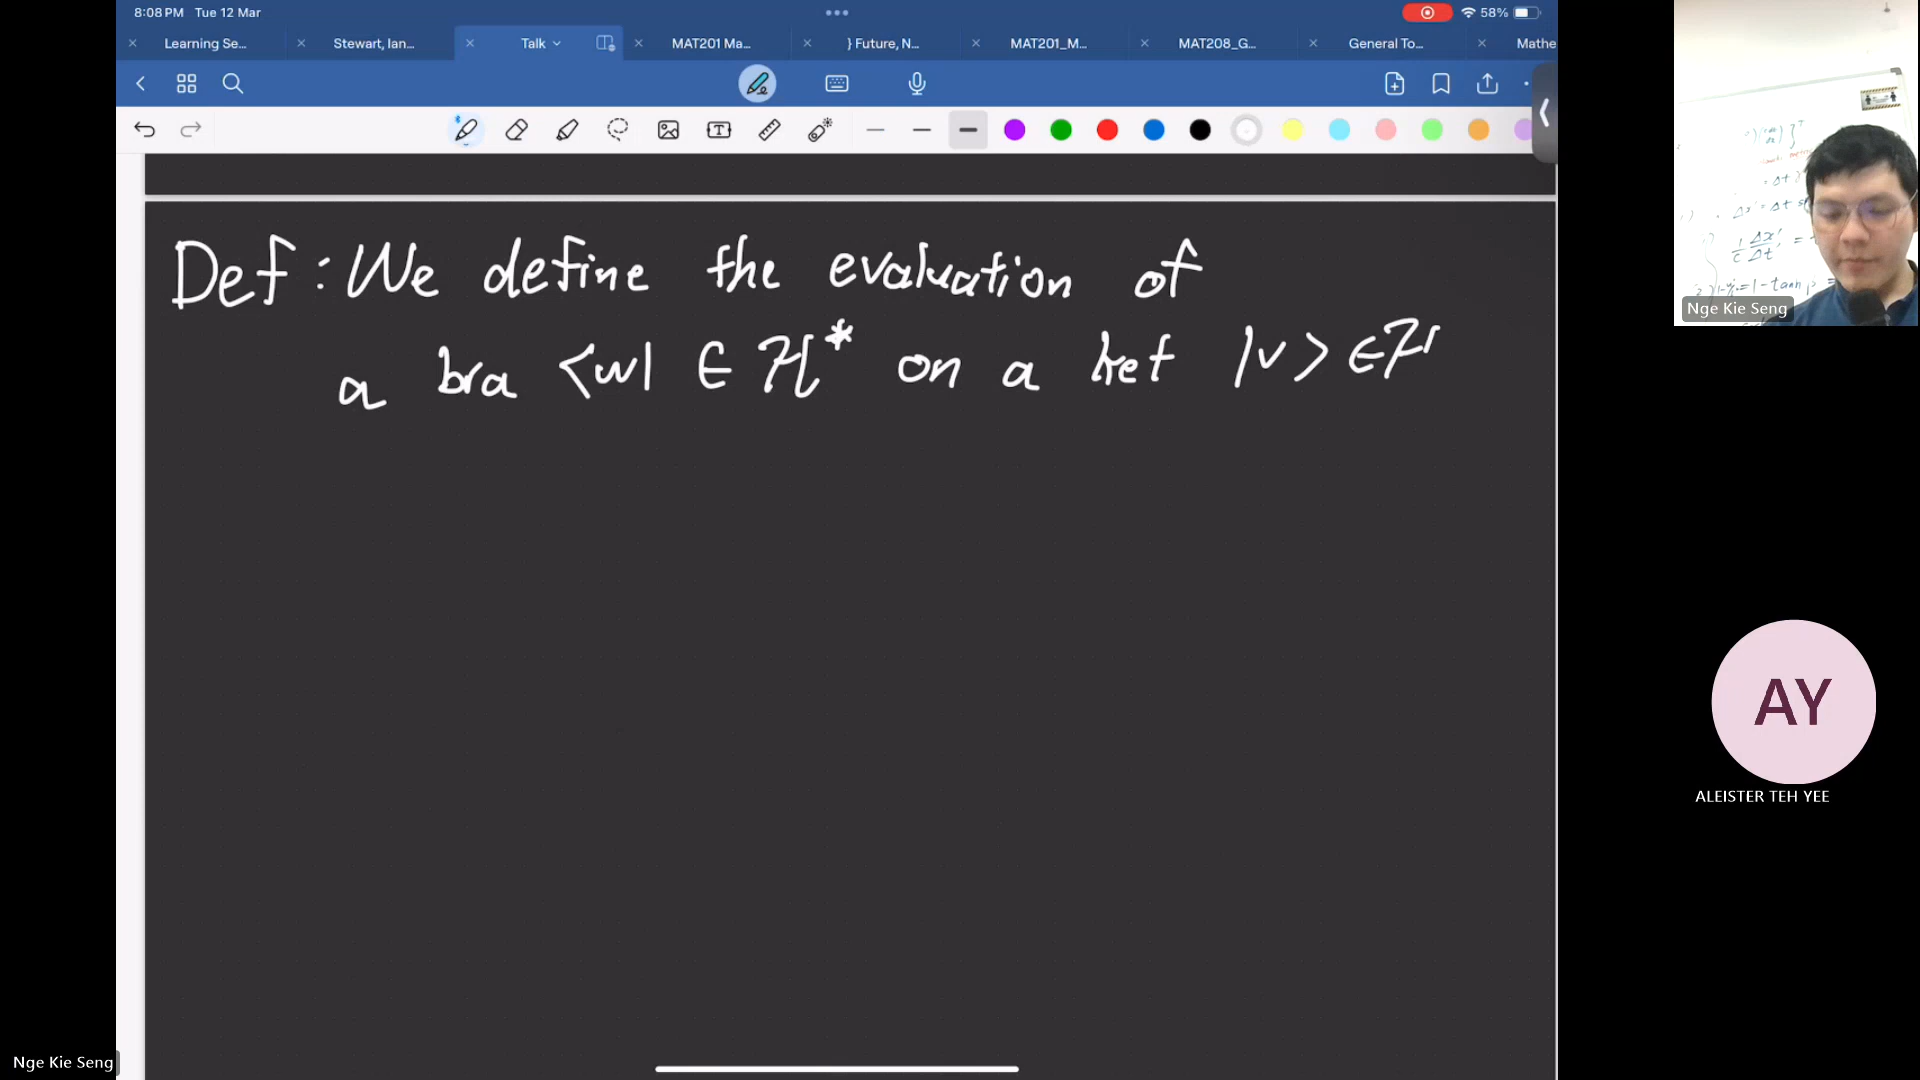 8:08 PM Tue 12 Mar
58%
Learning Se...
Stewart, Ian...
Talk
MAT201 Ma...
} Future, N...
MAT201_M...
MAT208_G...
General To...
Mathe
Def : We define the evaluation of
a bra <w| ∈ ℋ* on a ket |v> ∈ ℋ
Nge Kie Seng
AY
ALEISTER TEH YEE
Nge Kie Seng